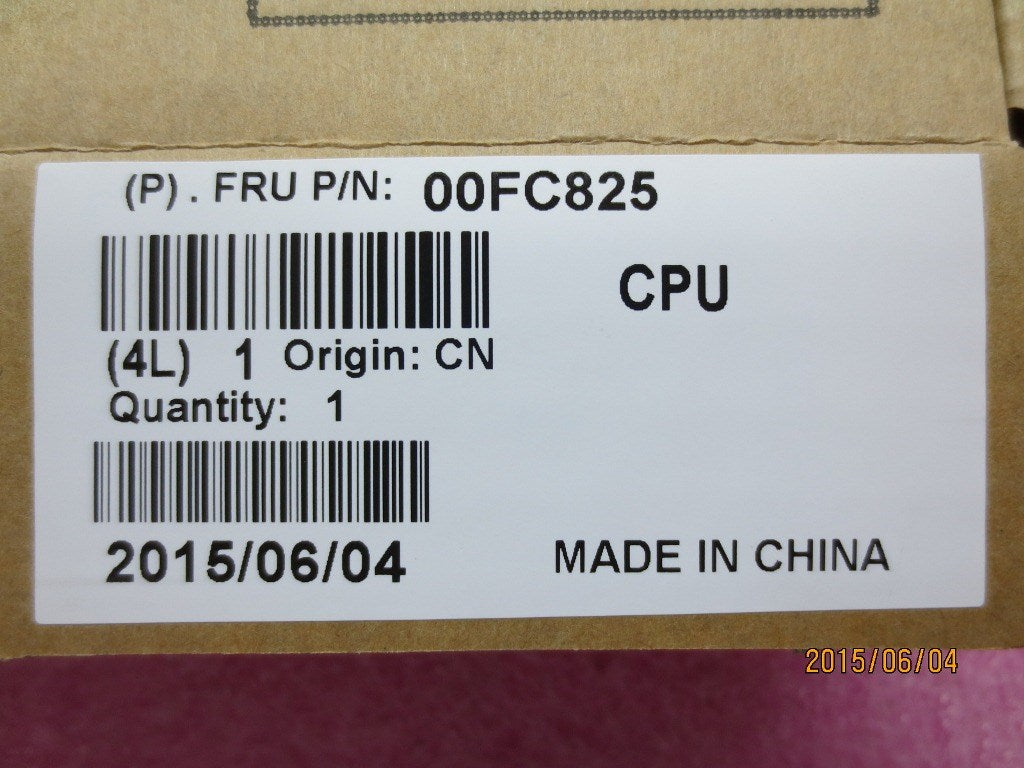 (P) . FRU P/N: 00FC825
CPU
(4L) 1 Origin: CN
Quantity: 1
2015/06/04
MADE IN CHINA
2015/06/04